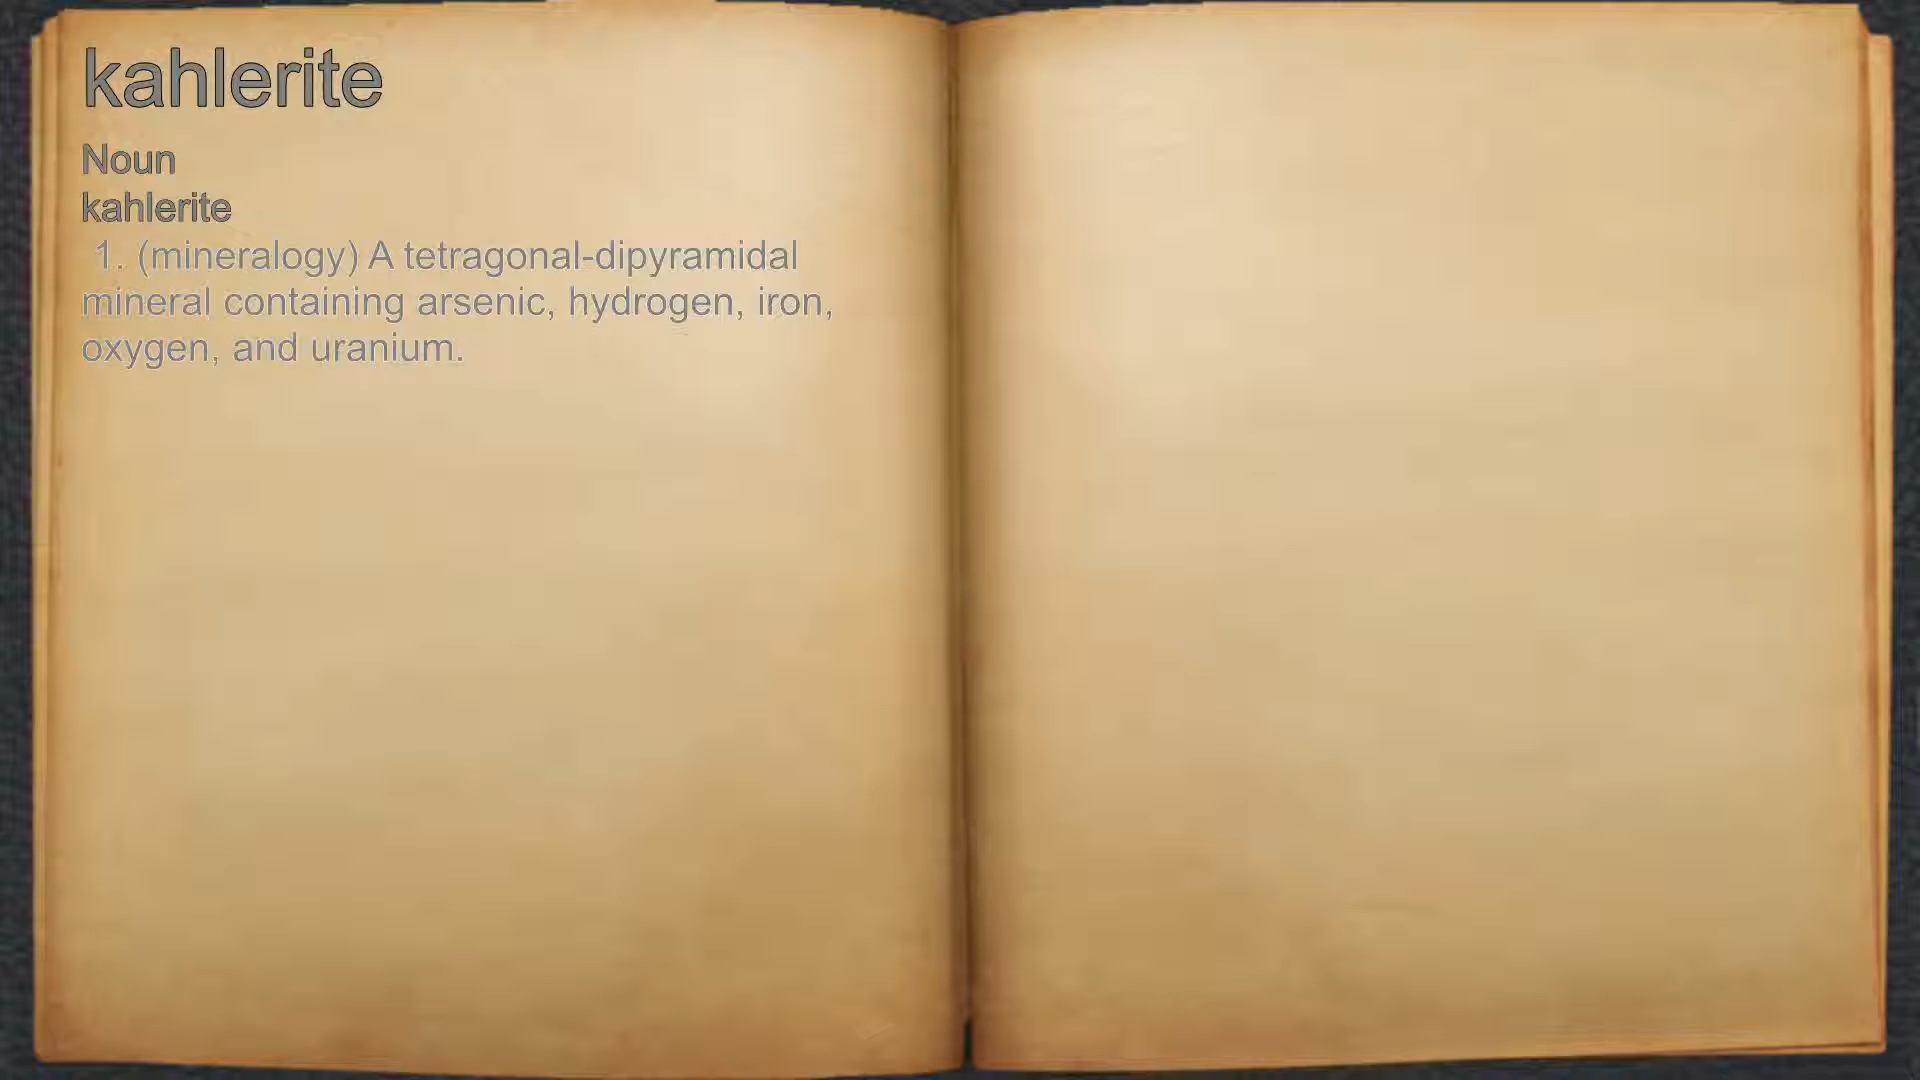 kahlerite
Noun
kahlerite
1. (mineralogy) A tetragonal-dipyramidal
mineral containing arsenic, hydrogen, iron,
oxygen, and uranium.